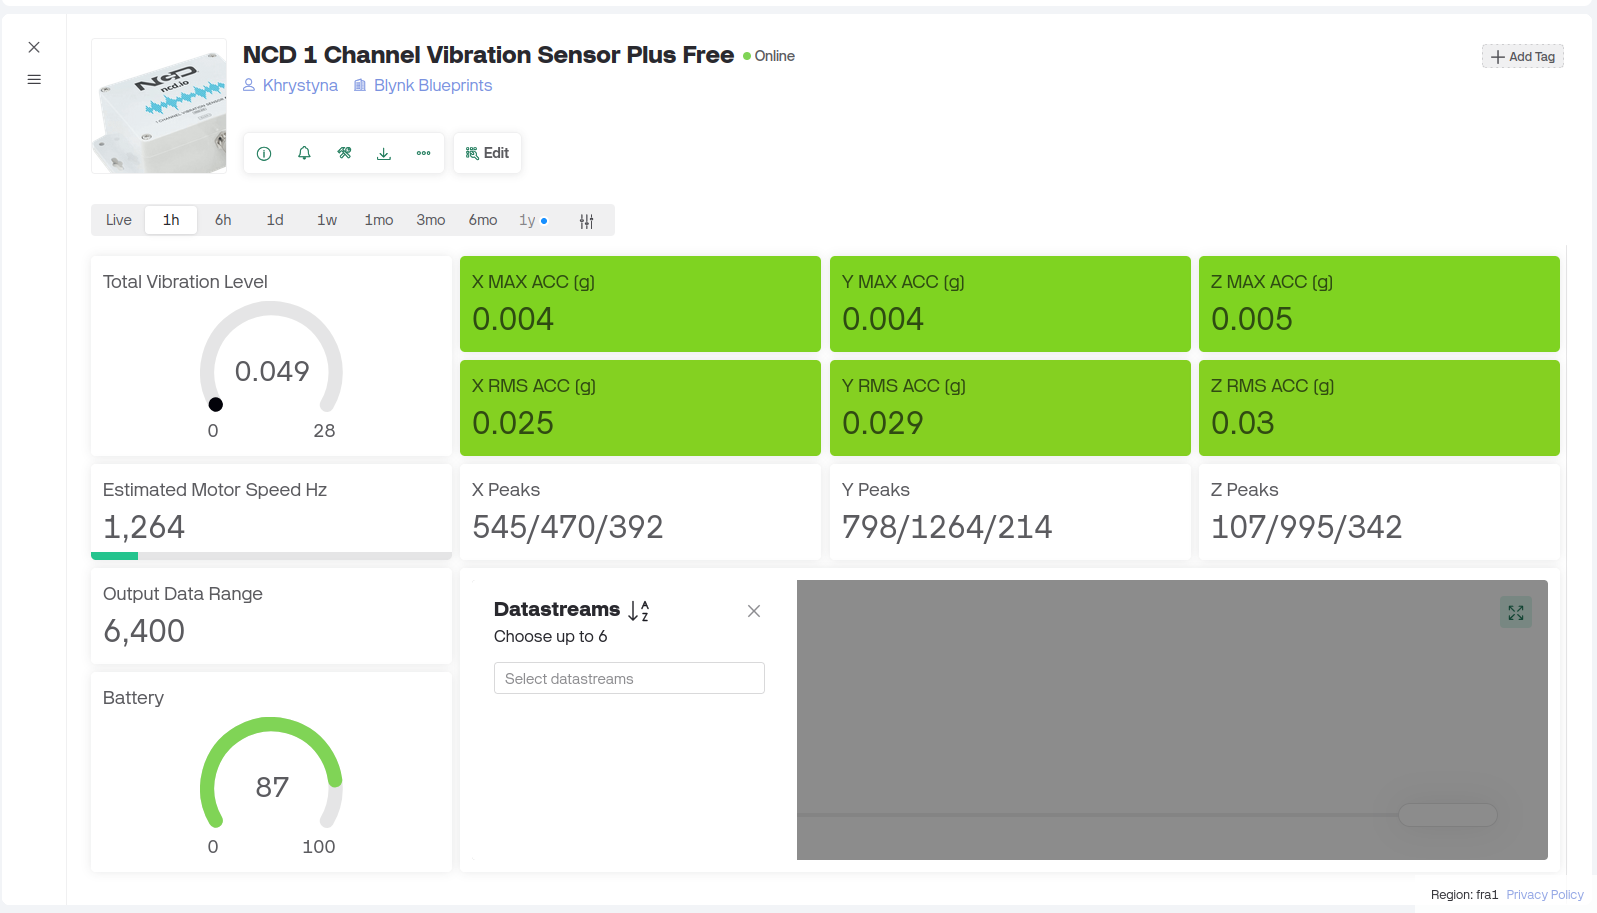 NCD 1 Channel Vibration Sensor Plus Free
Online
Add Tag
Khrystyna
Blynk Blueprints
NCD
ncd.io
Edit
Live 1h 6h 1d 1w 1mo 3mo 6mo 1y
Total Vibration Level
0.049
0 28
X MAX ACC (g)
0.004
Y MAX ACC (g)
0.004
Z MAX ACC (g)
0.005
X RMS ACC (g)
0.025
Y RMS ACC (g)
0.029
Z RMS ACC (g)
0.03
Estimated Motor Speed Hz
1,264
X Peaks
545/470/392
Y Peaks
798/1264/214
Z Peaks
107/995/342
Output Data Range
6,400
Battery
87
0 100
Datastreams
Choose up to 6
Select datastreams
Region: fra1 Privacy Policy